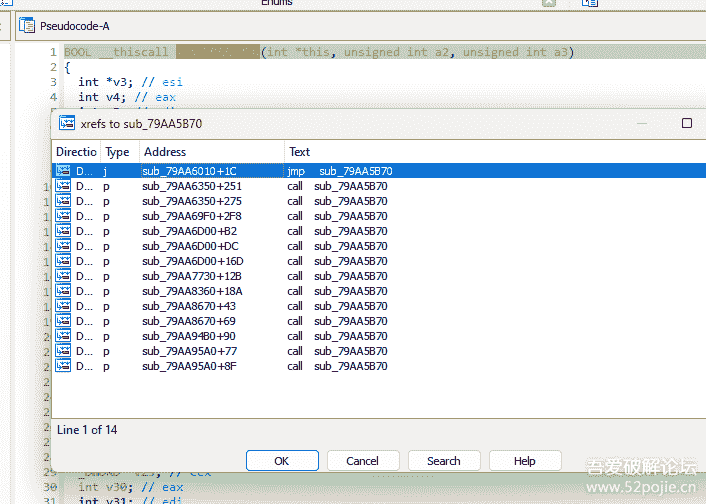 Enums
Pseudocode-A
1 BOOL __thiscall (int *this, unsigned int a2, unsigned int a3)
2 {
3 int *v3; // esi
4 int v4; // eax
xrefs to sub_79AA5B70
Directio Type Address Text
D... j sub_79AA6010+1C jmp sub_79AA5B70
D... p sub_79AA6350+251 call sub_79AA5B70
D... p sub_79AA6350+275 call sub_79AA5B70
D... p sub_79AA69F0+2F8 call sub_79AA5B70
D... p sub_79AA6D00+B2 call sub_79AA5B70
D... p sub_79AA6D00+DC call sub_79AA5B70
D... p sub_79AA6D00+16D call sub_79AA5B70
D... p sub_79AA7730+12B call sub_79AA5B70
D... p sub_79AA8360+18A call sub_79AA5B70
D... p sub_79AA8670+43 call sub_79AA5B70
D... p sub_79AA8670+69 call sub_79AA5B70
D... p sub_79AA94B0+90 call sub_79AA5B70
D... p sub_79AA95A0+77 call sub_79AA5B70
D... p sub_79AA95A0+8F call sub_79AA5B70
Line 1 of 14
OK Cancel Search Help
30 int v30; // eax
31 int v31; // edi
吾爱破解论坛
www.52pojie.cn